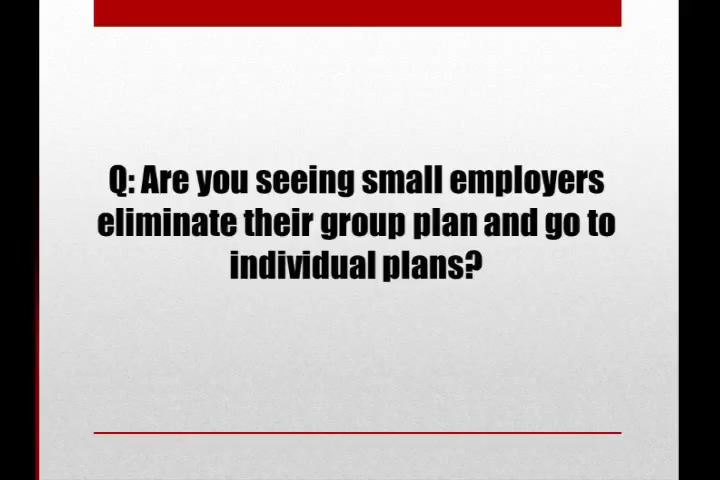 Q: Are you seeing small employers
eliminate their group plan and go to
individual plans?